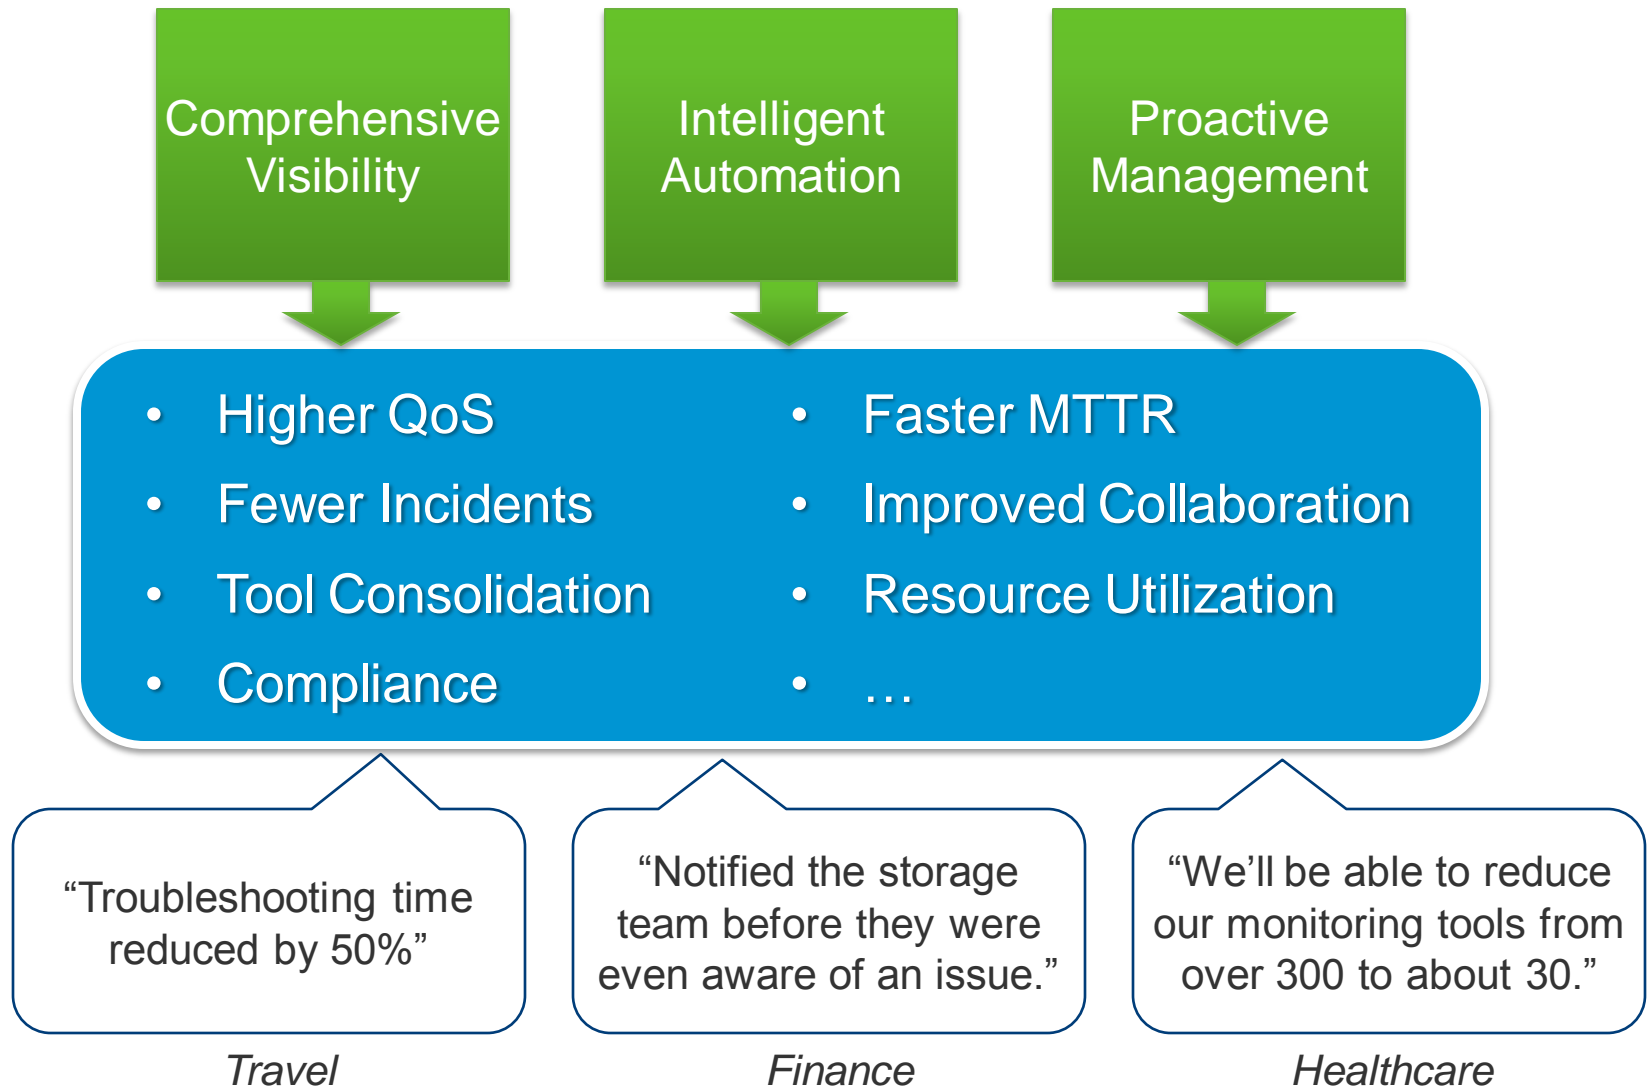 Comprehensive
Visibility
Intelligent
Automation
Proactive
Management
• Higher QoS
• Fewer Incidents
• Tool Consolidation
• Compliance
• Faster MTTR
• Improved Collaboration
• Resource Utilization
• …
“Troubleshooting time
reduced by 50%”
Travel
“Notified the storage
team before they were
even aware of an issue.”
Finance
“We’ll be able to reduce
our monitoring tools from
over 300 to about 30.”
Healthcare